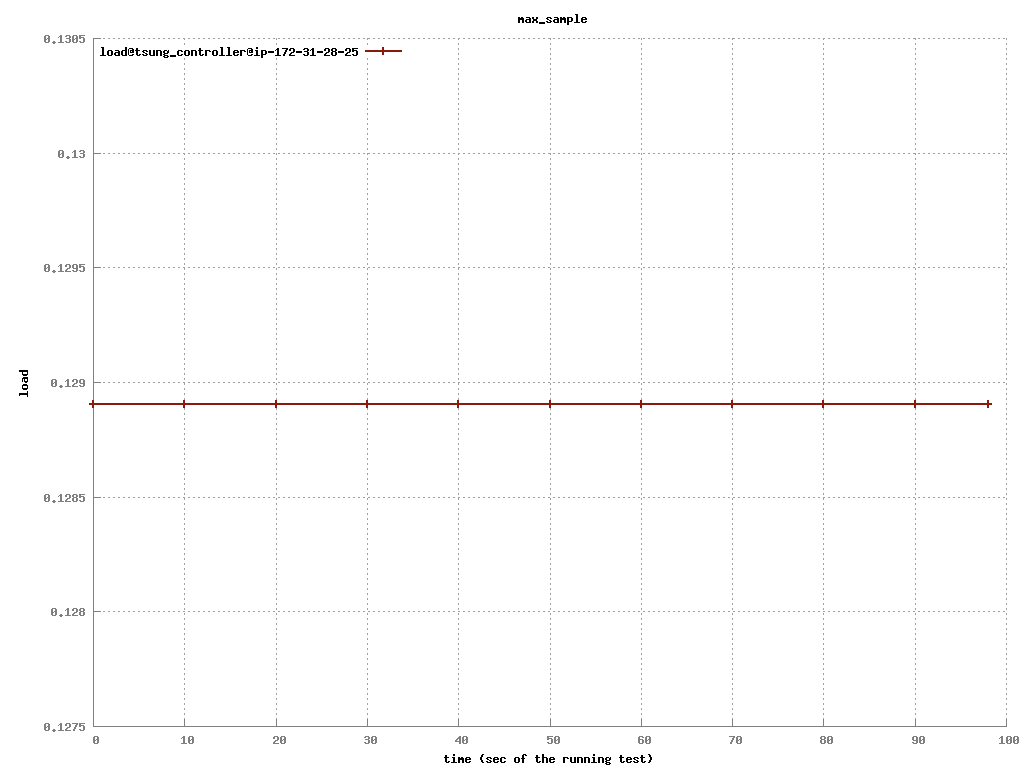 max_sample
0.1305
load@tsung_controller@ip-172-31-28-25
0.13
0.1295
0.129
load
0.1285
0.128
0.1275
0 10 20 30 40 50 60 70 80 90 100
time (sec of the running test)